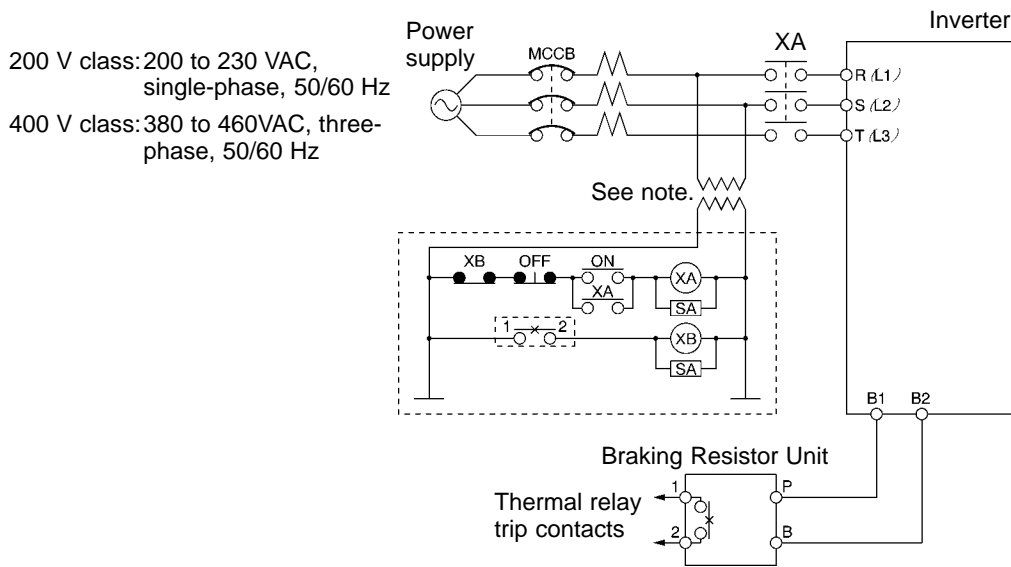 Inverter
Power
supply
MCCB
XA
200 V class: 200 to 230 VAC,
single-phase, 50/60 Hz
400 V class: 380 to 460VAC, three-
phase, 50/60 Hz
R (L1)
S (L2)
T (L3)
See note.
XB OFF ON XA
XA SA
1 2 XB
SA
B1 B2
Braking Resistor Unit
Thermal relay
trip contacts
1 P
2 B